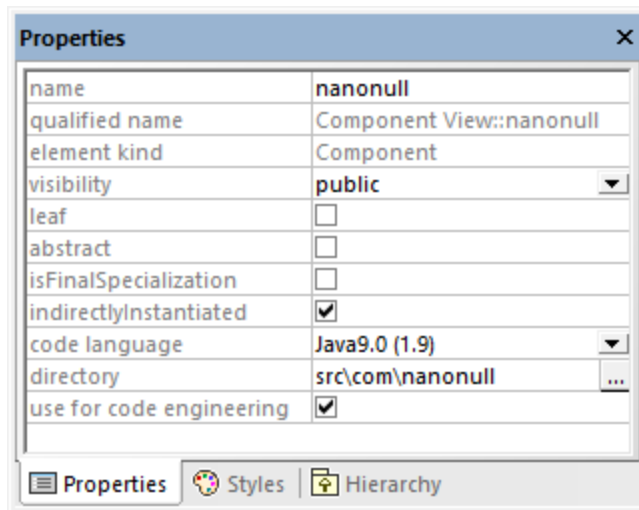 Properties
name nanonull
qualified name Component View::nanonull
element kind Component
visibility public
leaf
abstract
isFinalSpecialization
indirectlyInstantiated
code language Java9.0 (1.9)
directory src\com\nanonull ...
use for code engineering
Properties Styles Hierarchy